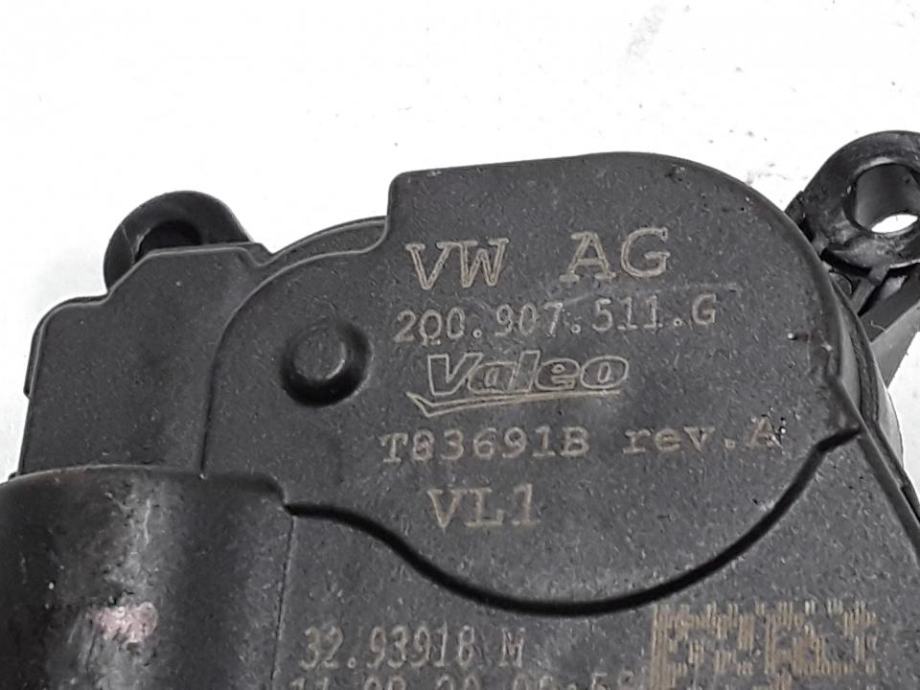 VW AG
2Q0.907.511.G
Valeo
T83691B rev.A
VL1
32.93918 M